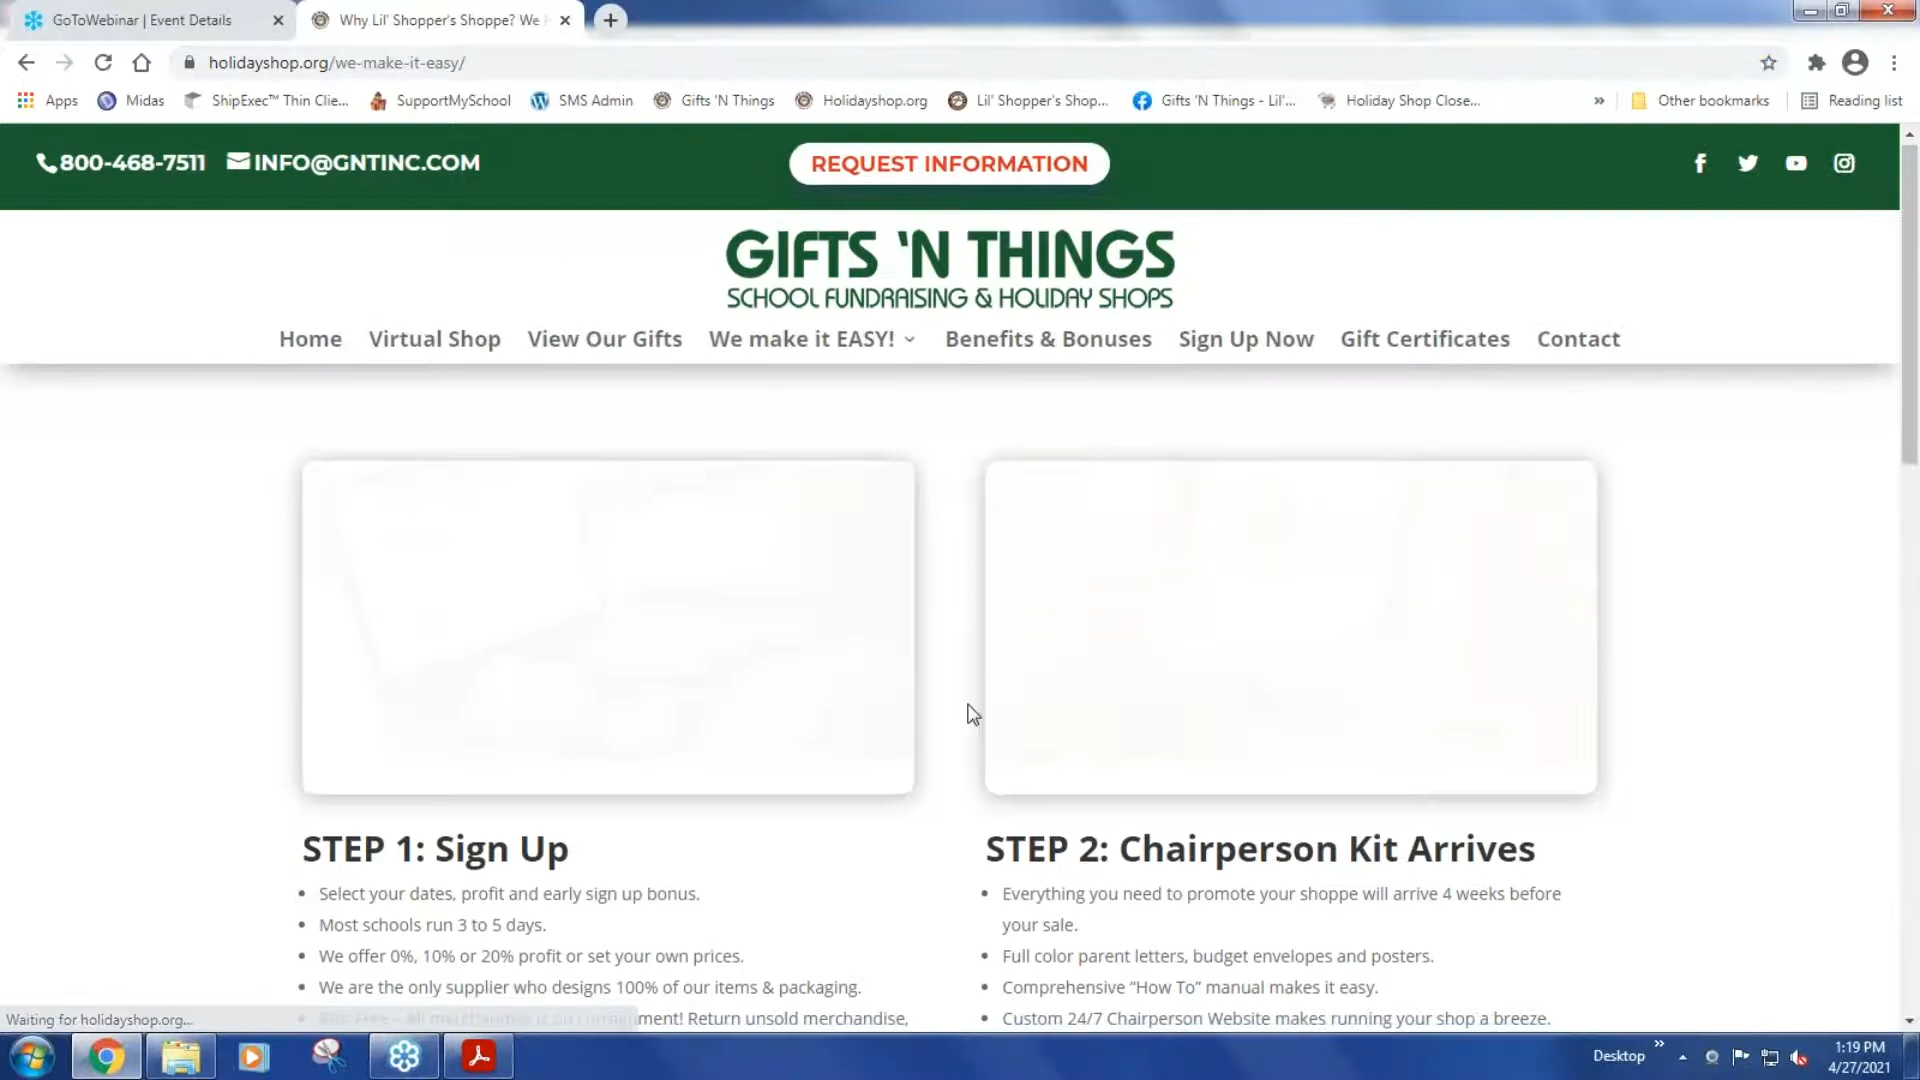 GoToWebinar | Event Details
Why Lil' Shopper's Shoppe? We
holidayshop.org/we-make-it-easy/
Apps
Midas
ShipExec™ Thin Clie...
SupportMySchool
SMS Admin
Gifts 'N Things
Holidayshop.org
Lil' Shopper's Shop...
Gifts 'N Things - Lil'...
Holiday Shop Close...
»
Other bookmarks
Reading list
800-468-7511
INFO@GNTINC.COM
REQUEST INFORMATION
GIFTS 'N THINGS
SCHOOL FUNDRAISING & HOLIDAY SHOPS
Home
Virtual Shop
View Our Gifts
We make it EASY!
Benefits & Bonuses
Sign Up Now
Gift Certificates
Contact
STEP 1: Sign Up
• Select your dates, profit and early sign up bonus.
• Most schools run 3 to 5 days.
• We offer 0%, 10% or 20% profit or set your own prices.
• We are the only supplier who designs 100% of our items & packaging.
• Risk Free – All merchandise is on consignment! Return unsold merchandise,
STEP 2: Chairperson Kit Arrives
• Everything you need to promote your shoppe will arrive 4 weeks before
your sale.
• Full color parent letters, budget envelopes and posters.
• Comprehensive “How To” manual makes it easy.
• Custom 24/7 Chairperson Website makes running your shop a breeze.
Waiting for holidayshop.org...
Desktop
»
1:19 PM
4/27/2021